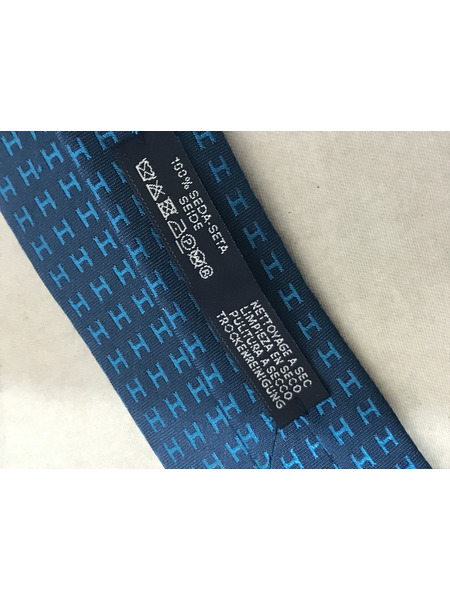 100% SEDA-SETA
SEIDE
NETTOYAGE A SEC
LIMPIEZA EN SECO
PULITURA A SECCO
TROCKENREINIGUNG